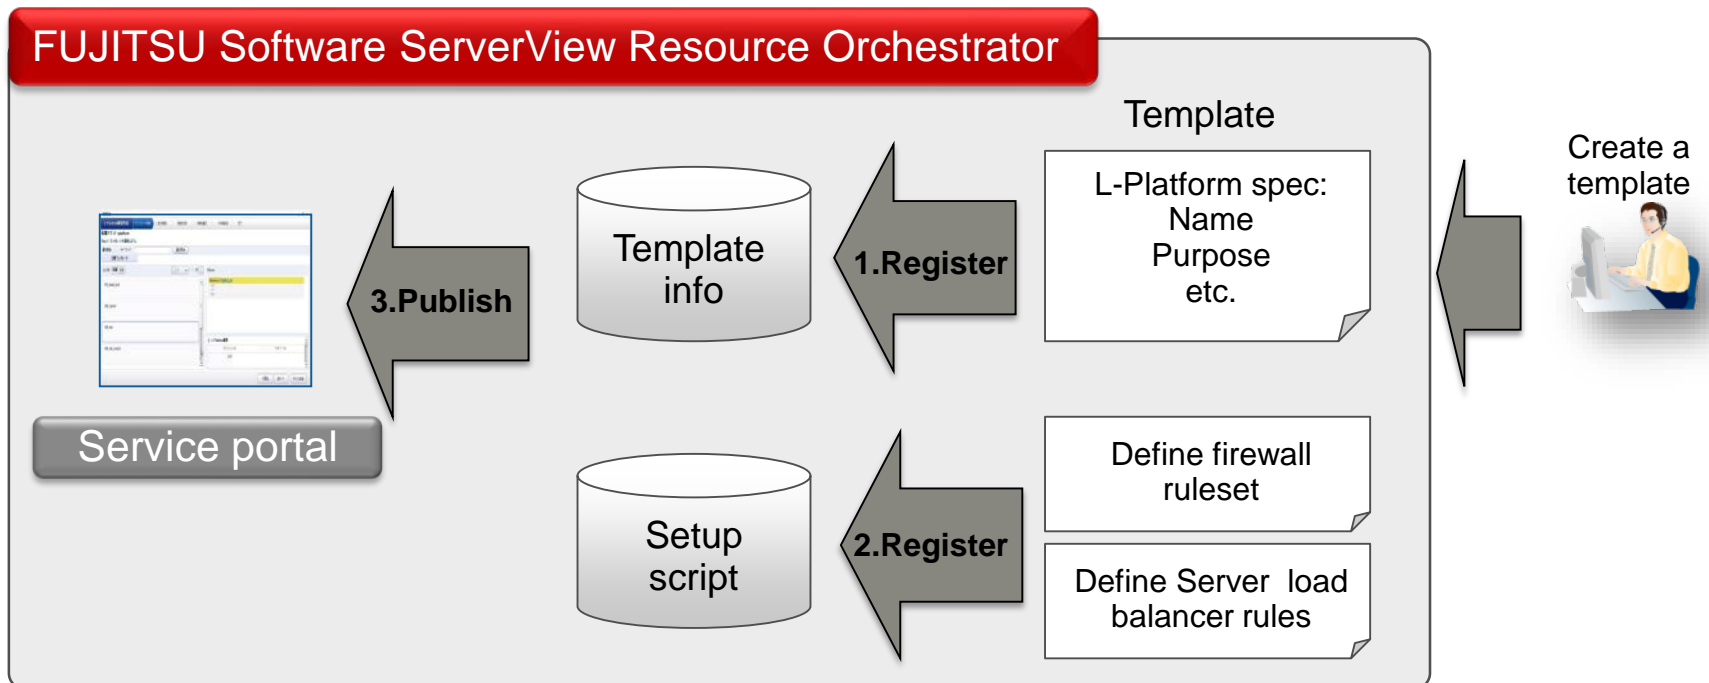 FUJITSU Software ServerView Resource Orchestrator
Template
L-Platform spec:
Name
Purpose
etc.
Create a
template
1.Register
Template
info
3.Publish
Service portal
Define firewall
ruleset
2.Register
Setup
script
Define Server  load
balancer rules